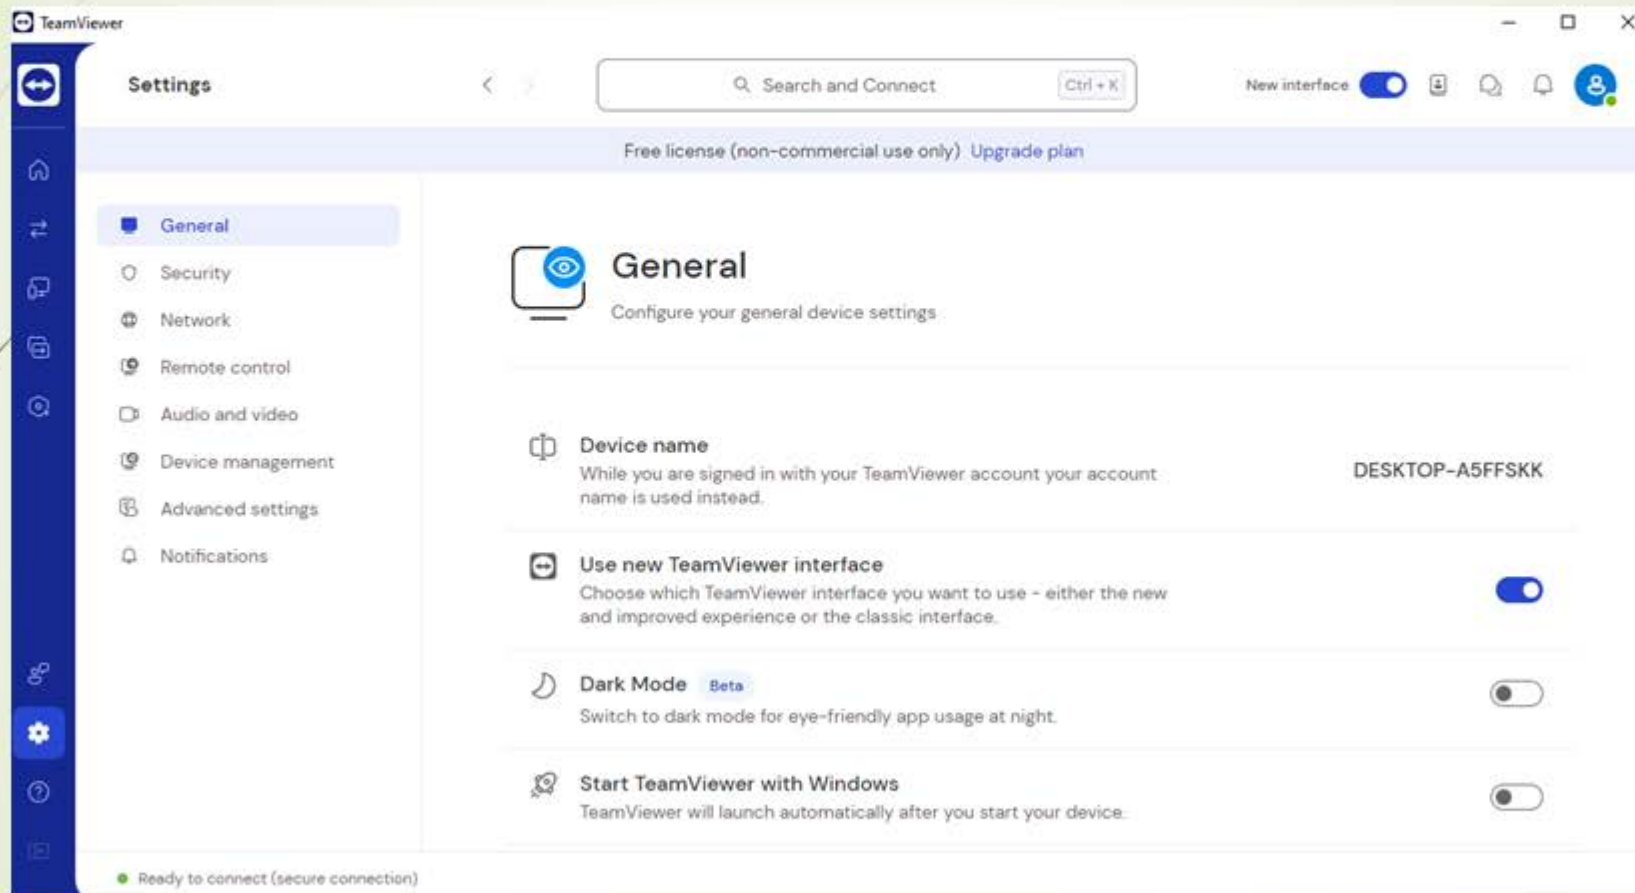 TeamViewer
Settings
Search and Connect
Ctrl + K
New interface
Free license (non-commercial use only) Upgrade plan
General
Security
Network
Remote control
Audio and video
Device management
Advanced settings
Notifications
General
Configure your general device settings
Device name
While you are signed in with your TeamViewer account your account
name is used instead.
DESKTOP-A5FFSKK
Use new TeamViewer interface
Choose which TeamViewer interface you want to use - either the new
and improved experience or the classic interface.
Dark Mode Beta
Switch to dark mode for eye-friendly app usage at night.
Start TeamViewer with Windows
TeamViewer will launch automatically after you start your device.
Ready to connect (secure connection)